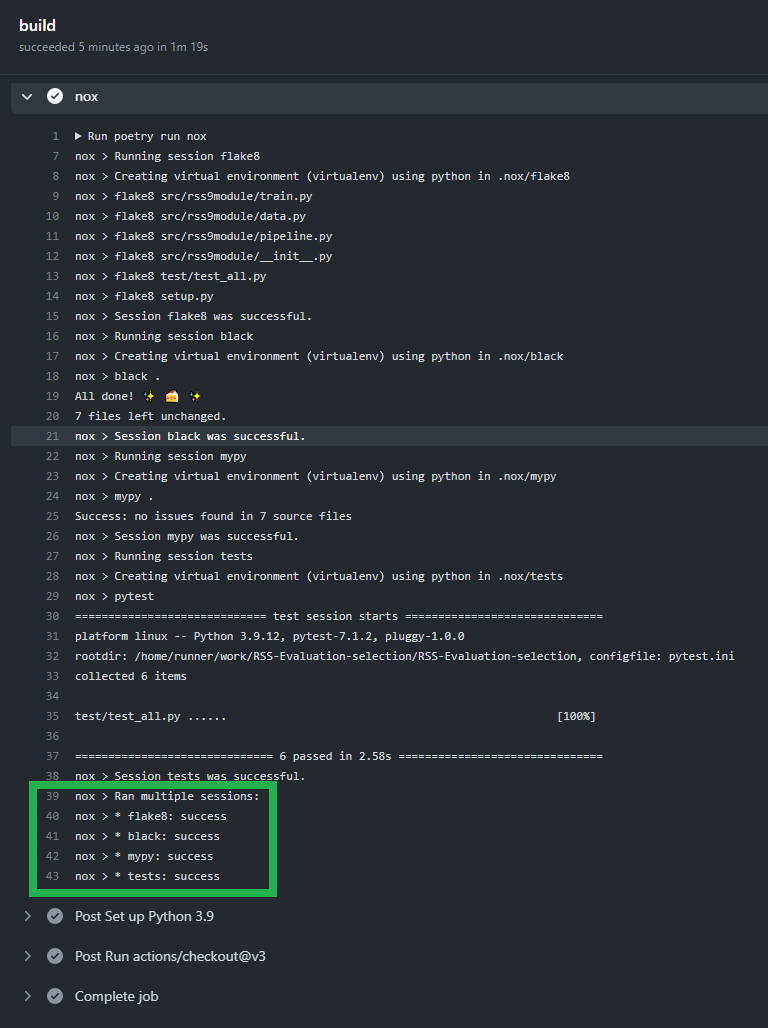 build
succeeded 5 minutes ago in 1m 19s
nox
1 Run poetry run nox
7 nox > Running session flake8
8 nox > Creating virtual environment (virtualenv) using python in .nox/flake8
9 nox > flake8 src/rss9module/train.py
10 nox > flake8 src/rss9module/data.py
11 nox > flake8 src/rss9module/pipeline.py
12 nox > flake8 src/rss9module/__init__.py
13 nox > flake8 test/test_all.py
14 nox > flake8 setup.py
15 nox > Session flake8 was successful.
16 nox > Running session black
17 nox > Creating virtual environment (virtualenv) using python in .nox/black
18 nox > black .
19 All done! ✨ 🍰 ✨
20 7 files left unchanged.
21 nox > Session black was successful.
22 nox > Running session mypy
23 nox > Creating virtual environment (virtualenv) using python in .nox/mypy
24 nox > mypy .
25 Success: no issues found in 7 source files
26 nox > Session mypy was successful.
27 nox > Running session tests
28 nox > Creating virtual environment (virtualenv) using python in .nox/tests
29 nox > pytest
30 ============================= test session starts ==============================
31 platform linux -- Python 3.9.12, pytest-7.1.2, pluggy-1.0.0
32 rootdir: /home/runner/work/RSS-Evaluation-selection/RSS-Evaluation-selection, configfile: pytest.ini
33 collected 6 items
34
35 test/test_all.py ...... [100%]
36
37 ============================== 6 passed in 2.58s ===============================
38 nox > Session tests was successful.
39 nox > Ran multiple sessions:
40 nox > * flake8: success
41 nox > * black: success
42 nox > * mypy: success
43 nox > * tests: success
Post Set up Python 3.9
Post Run actions/checkout@v3
Complete job